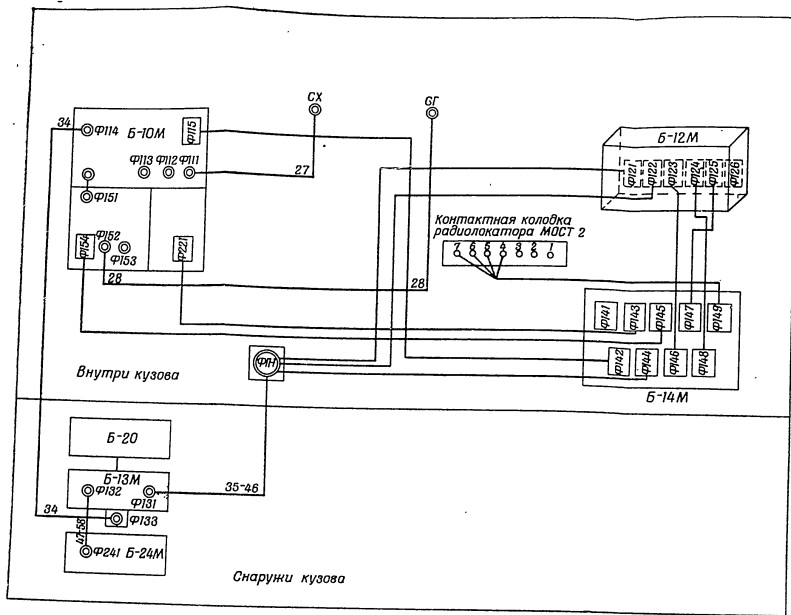 СХ
СГ
34
Ф114
Б-10М
Ф115
Ф113
Ф112
Ф111
27
Б-12М
Ф121
Ф122
Ф123
Ф124
Ф125
Ф126
Ф151
Контактная колодка
радиолокатора МОСТ 2
7 6 5 4 3 2 1
Ф154
Ф152
Ф153
Ф221
28
28
Ф141
Ф143
Ф145
Ф147
Ф149
Ф142
Ф144
Ф146
Ф148
Б-14М
ФН
Внутри кузова
Б-20
Б-13М
Ф132
Ф131
35-46
34
Ф133
47-58
Ф241 Б-24М
Снаружи кузова